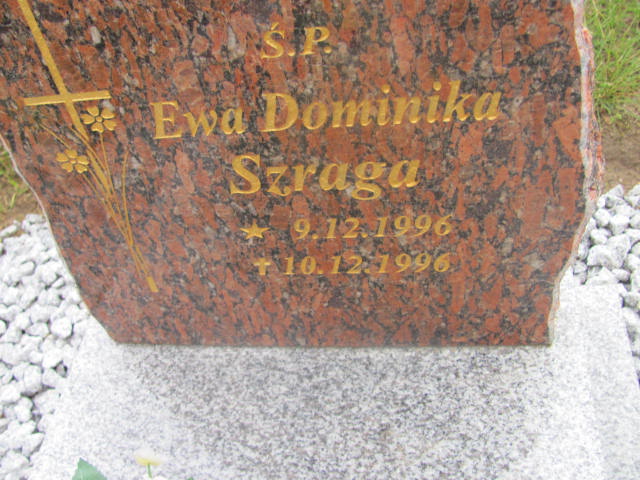 Ś.P.
Ewa Dominika
Szraga
★ 9.12.1996
✝ 10.12.1996